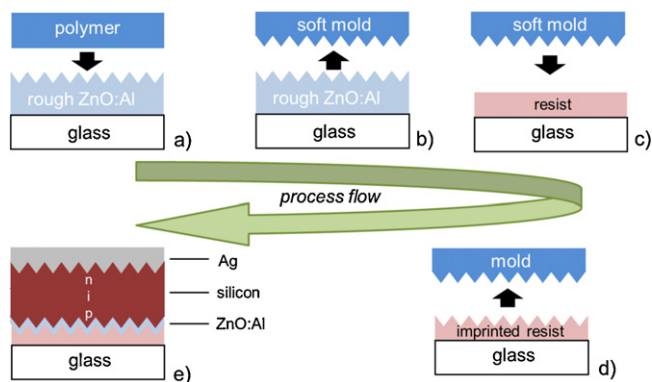 polymer
rough ZnO:Al
glass
a)
soft mold
rough ZnO:Al
glass
b)
soft mold
resist
glass
c)
process flow
mold
imprinted resist
glass
d)
n
i
p
Ag
silicon
ZnO:Al
glass
e)